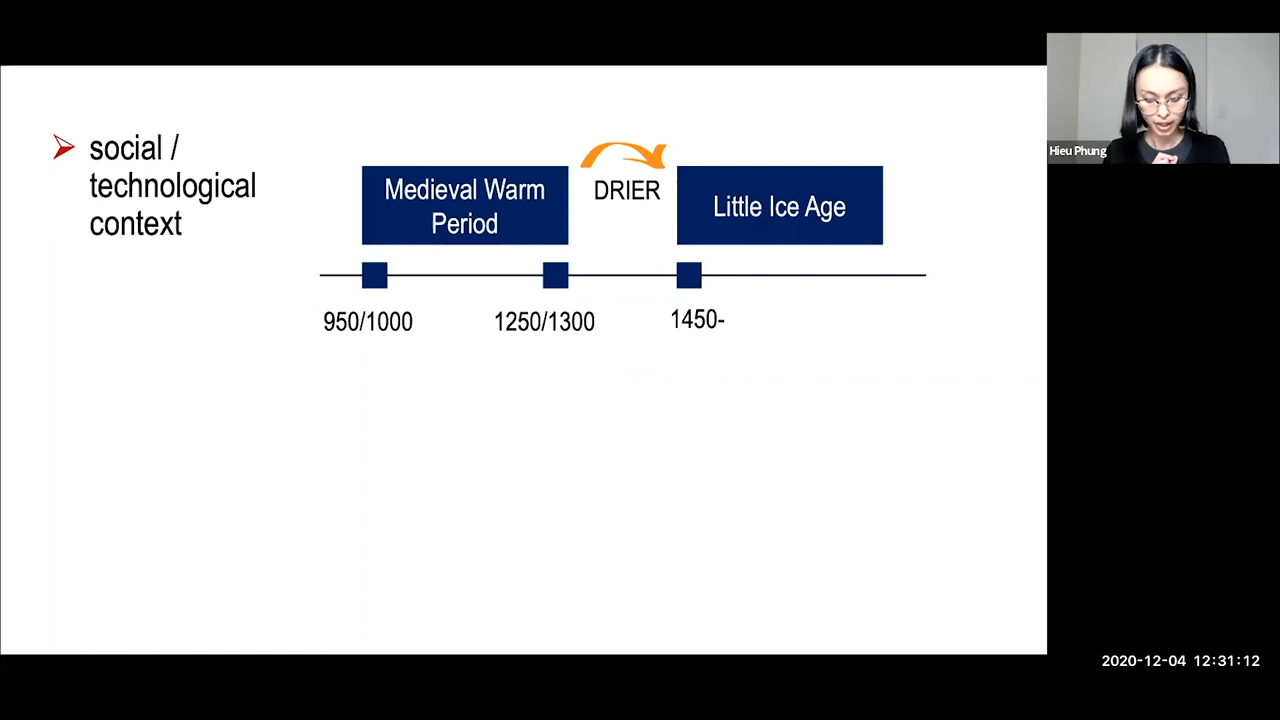 social /
technological
context
Medieval Warm
Period
DRIER
Little Ice Age
950/1000
1250/1300
1450-
Hieu Phung
2020-12-04 12:31:12